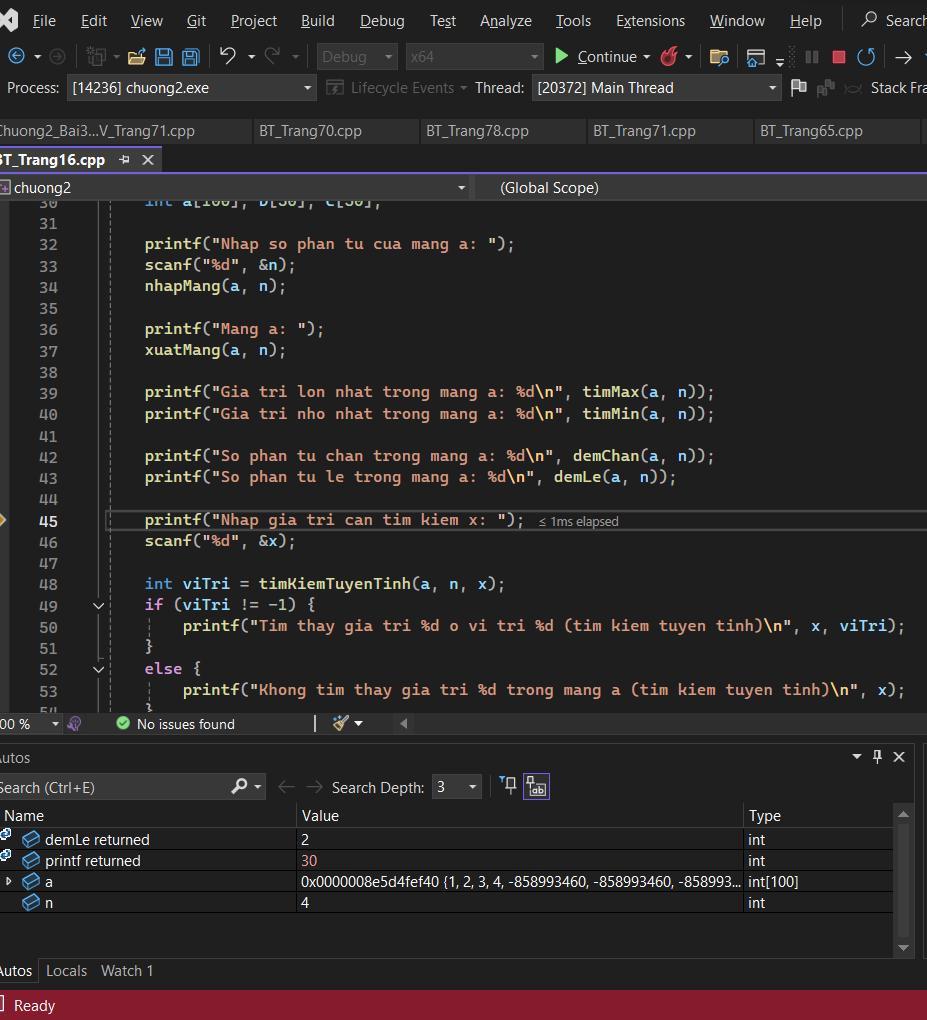 File Edit View Git Project Build Debug Test Analyze Tools Extensions Window Help Search
Debug x64 Continue
Process: [14236] chuong2.exe Lifecycle Events Thread: [20372] Main Thread Stack Fra
Chuong2_Bai3...V_Trang71.cpp BT_Trang70.cpp BT_Trang78.cpp BT_Trang71.cpp BT_Trang65.cpp
BT_Trang16.cpp
chuong2 (Global Scope)
30 int a[100], b[50], c[50];
31
32 printf("Nhap so phan tu cua mang a: ");
33 scanf("%d", &n);
34 nhapMang(a, n);
35
36 printf("Mang a: ");
37 xuatMang(a, n);
38
39 printf("Gia tri lon nhat trong mang a: %d\n", timMax(a, n));
40 printf("Gia tri nho nhat trong mang a: %d\n", timMin(a, n));
41
42 printf("So phan tu chan trong mang a: %d\n", demChan(a, n));
43 printf("So phan tu le trong mang a: %d\n", demLe(a, n));
44
45 printf("Nhap gia tri can tim kiem x: "); ≤ 1ms elapsed
46 scanf("%d", &x);
47
48 int viTri = timKiemTuyenTinh(a, n, x);
49 if (viTri != -1) {
50 printf("Tim thay gia tri %d o vi tri %d (tim kiem tuyen tinh)\n", x, viTri);
51 }
52 else {
53 printf("Khong tim thay gia tri %d trong mang a (tim kiem tuyen tinh)\n", x);
54 }
00 % No issues found
Autos
Search (Ctrl+E) Search Depth: 3
Name Value Type
demLe returned 2 int
printf returned 30 int
a 0x0000008e5d4fef40 {1, 2, 3, 4, -858993460, -858993460, -858993... int[100]
n 4 int
Autos Locals Watch 1
Ready